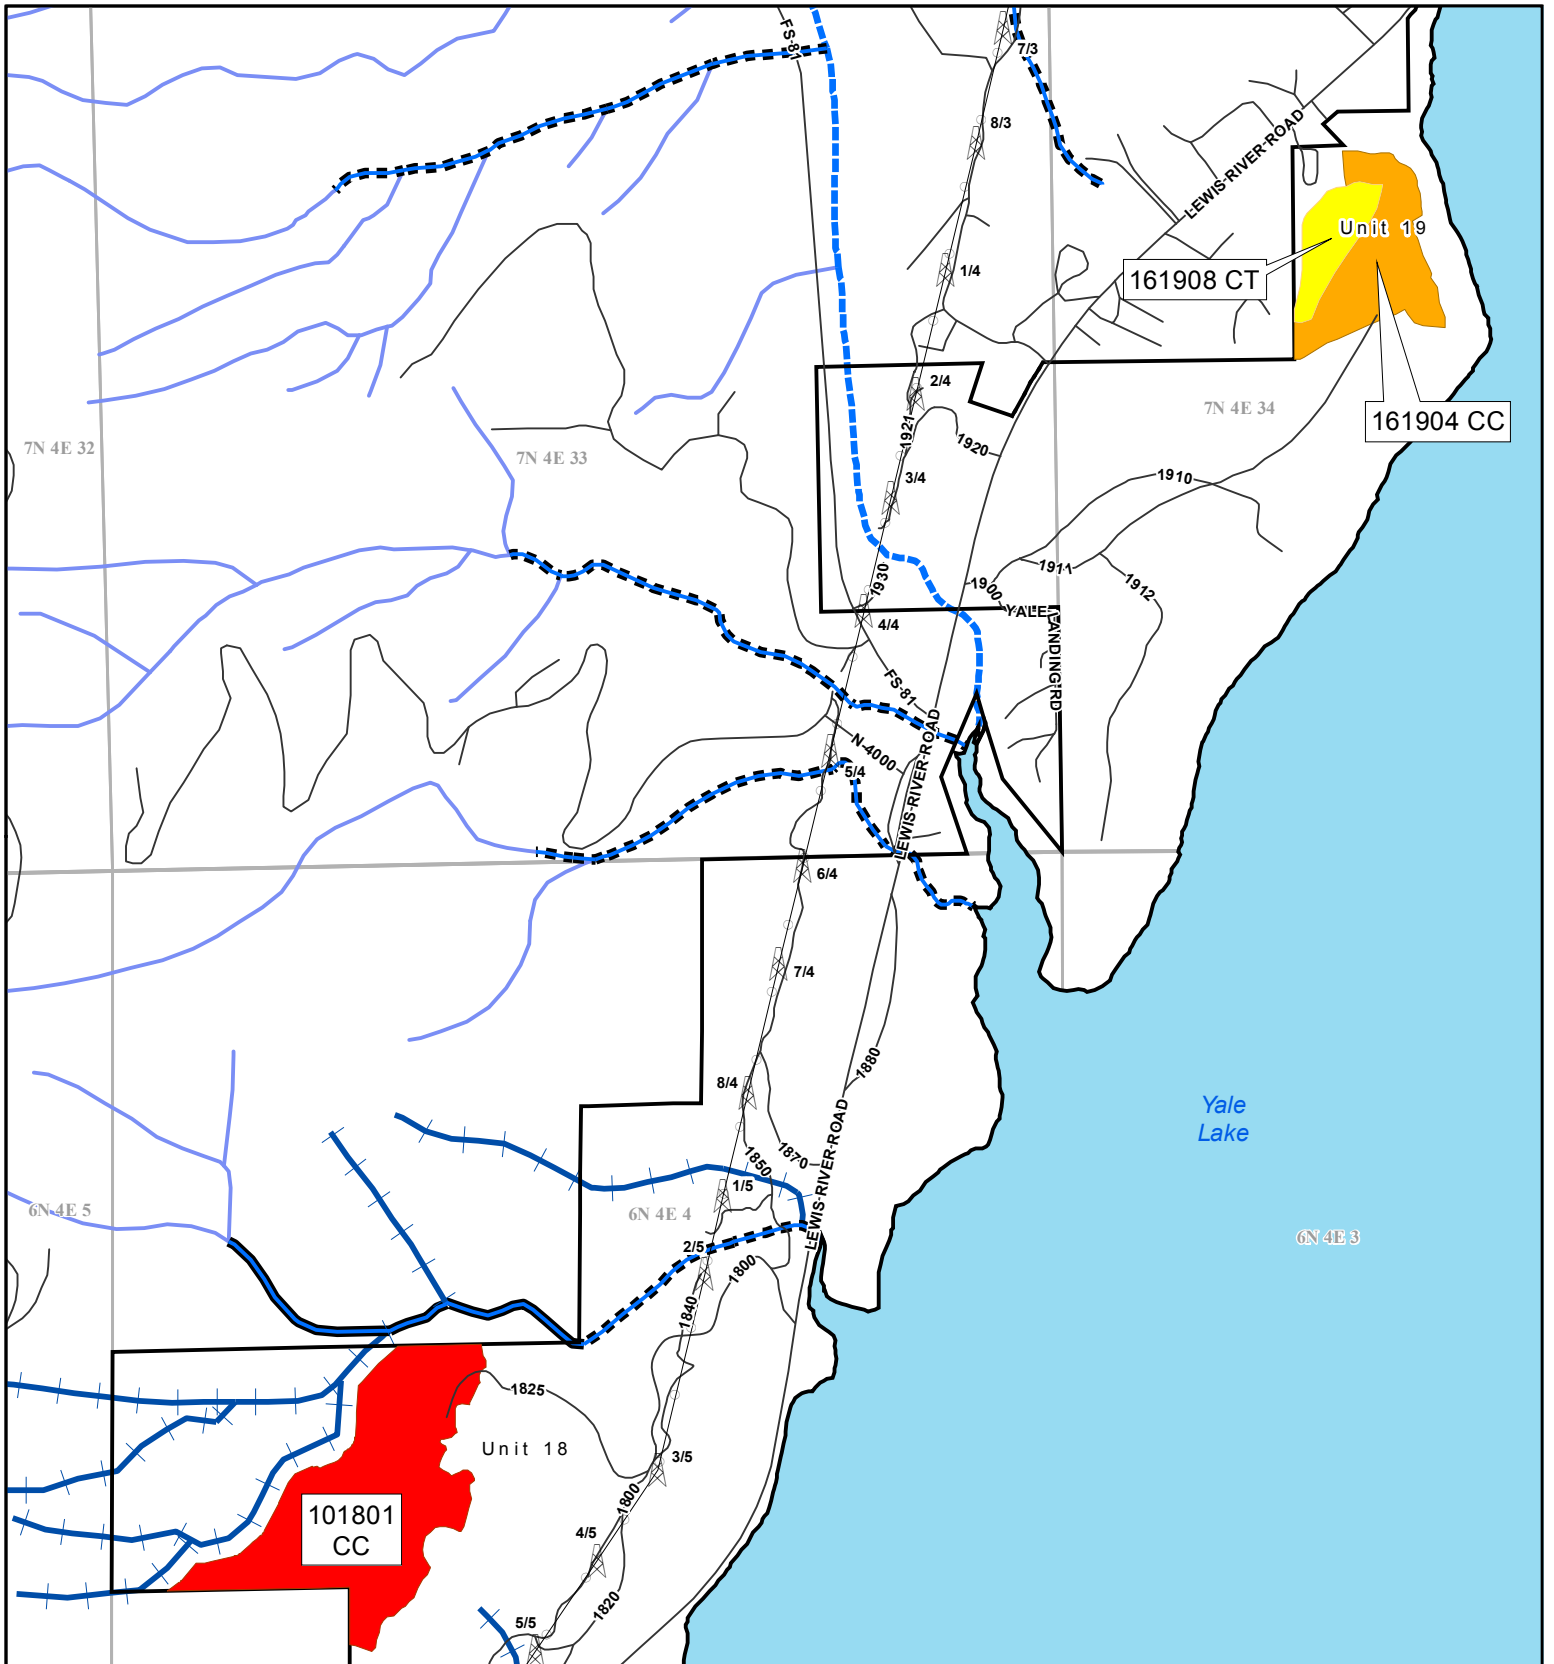 FS-81
7/3
8/3
LEWIS-RIVER-ROAD
Unit 19
1/4
161908 CT
2/4
7N 4E 34
161904 CC
1921
1920
7N 4E 32
7N 4E 33
3/4
1910
1930
1911
1900
1912
YALE
LANDING-RD
4/4
FS-81
N-4000
LEWIS-RIVER-ROAD
5/4
6/4
7/4
1880
8/4
Yale
Lake
1870
1850
LEWIS-RIVER-ROAD
1/5
6N 4E 5
6N 4E 4
6N 4E 3
2/5
1800
1840
1825
Unit 18
3/5
1800
101801
CC
4/5
1820
5/5